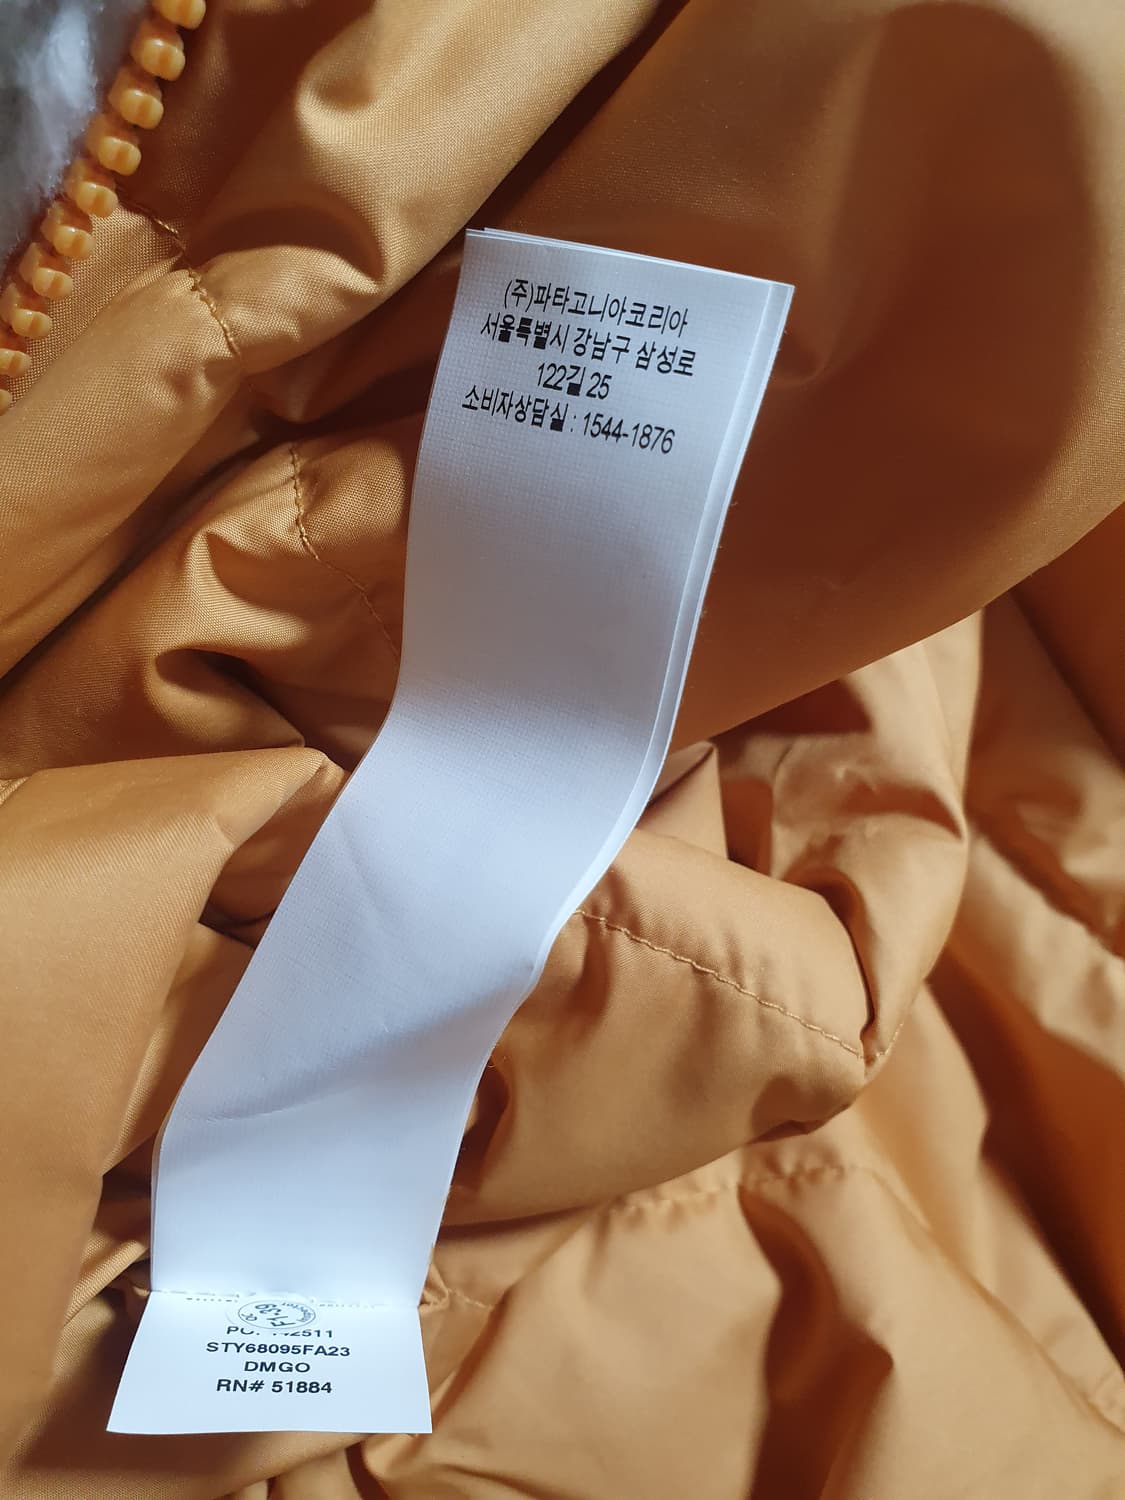 (주)파타고니아코리아
서울특별시 강남구 삼성로
122길 25
소비자상담실 : 1544-1876
STY68095FA23
DMGO
RN# 51884